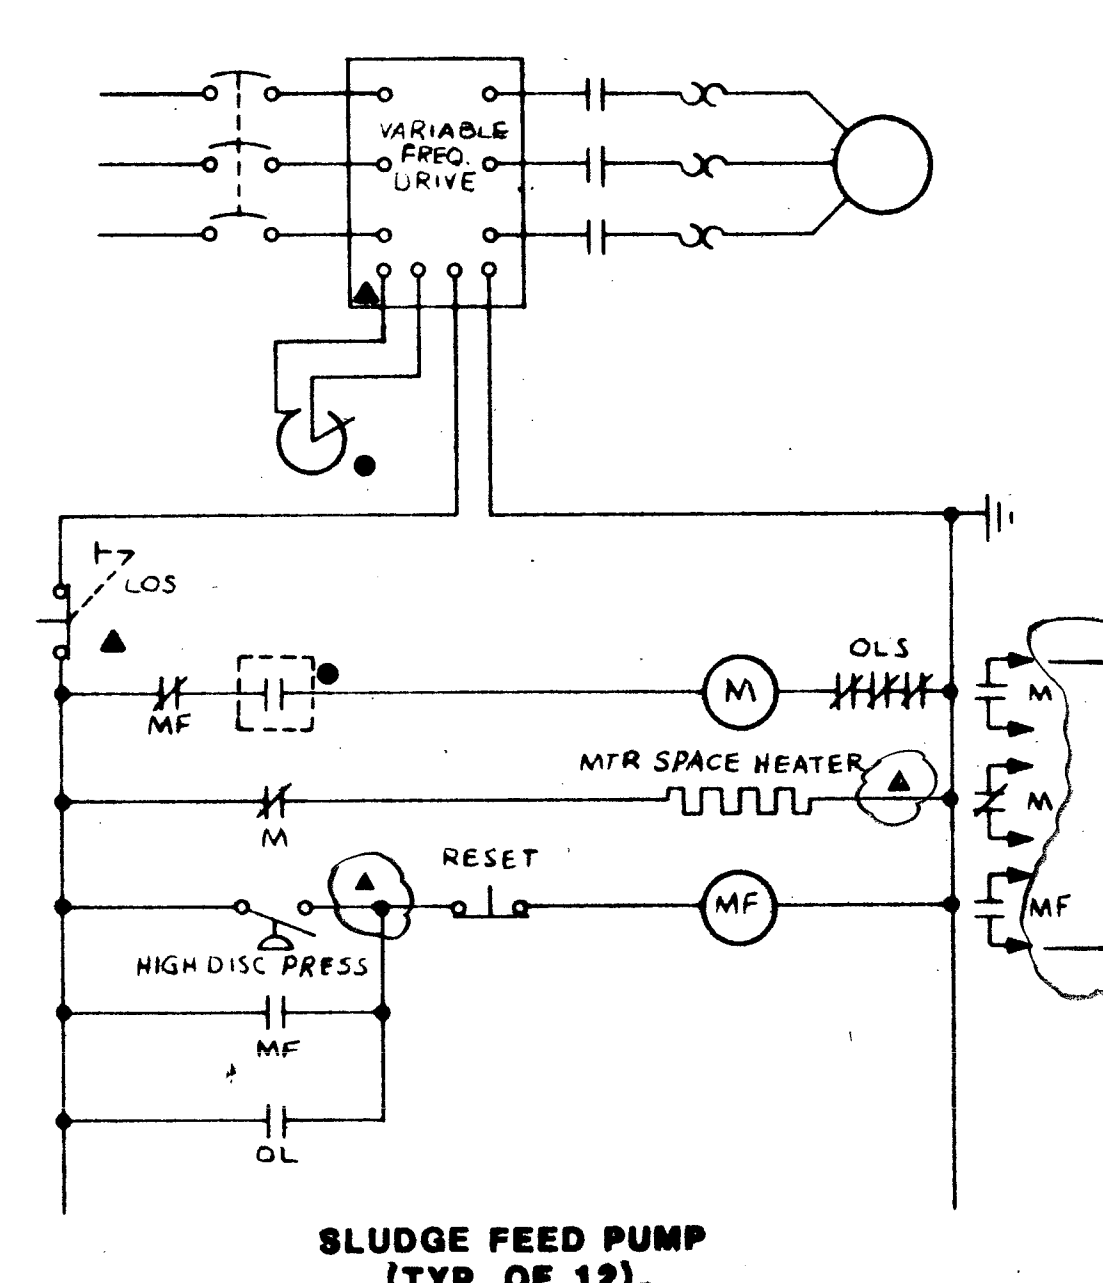 VARIABLE
FREQ.
DRIVE
LOS
MF
M
OLS
M
MTR SPACE HEATER
M
M
RESET
MF
MF
HIGH DISC PRESS
MF
OL
SLUDGE FEED PUMP
(TYP. OF 12).